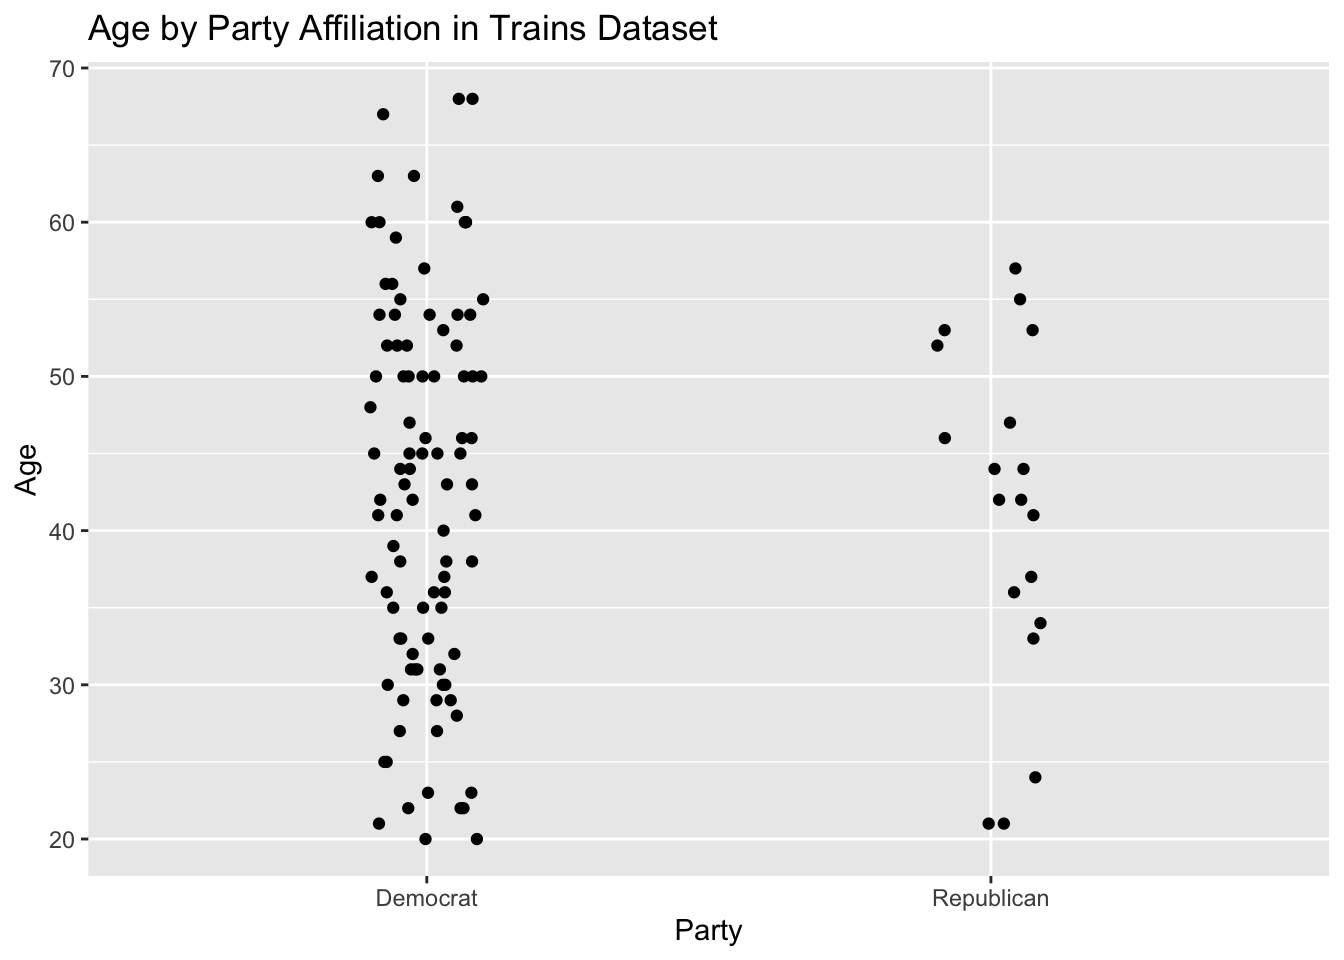 Age by Party Affiliation in Trains Dataset
70
60
50
40
30
20
Age
Democrat
Republican
Party